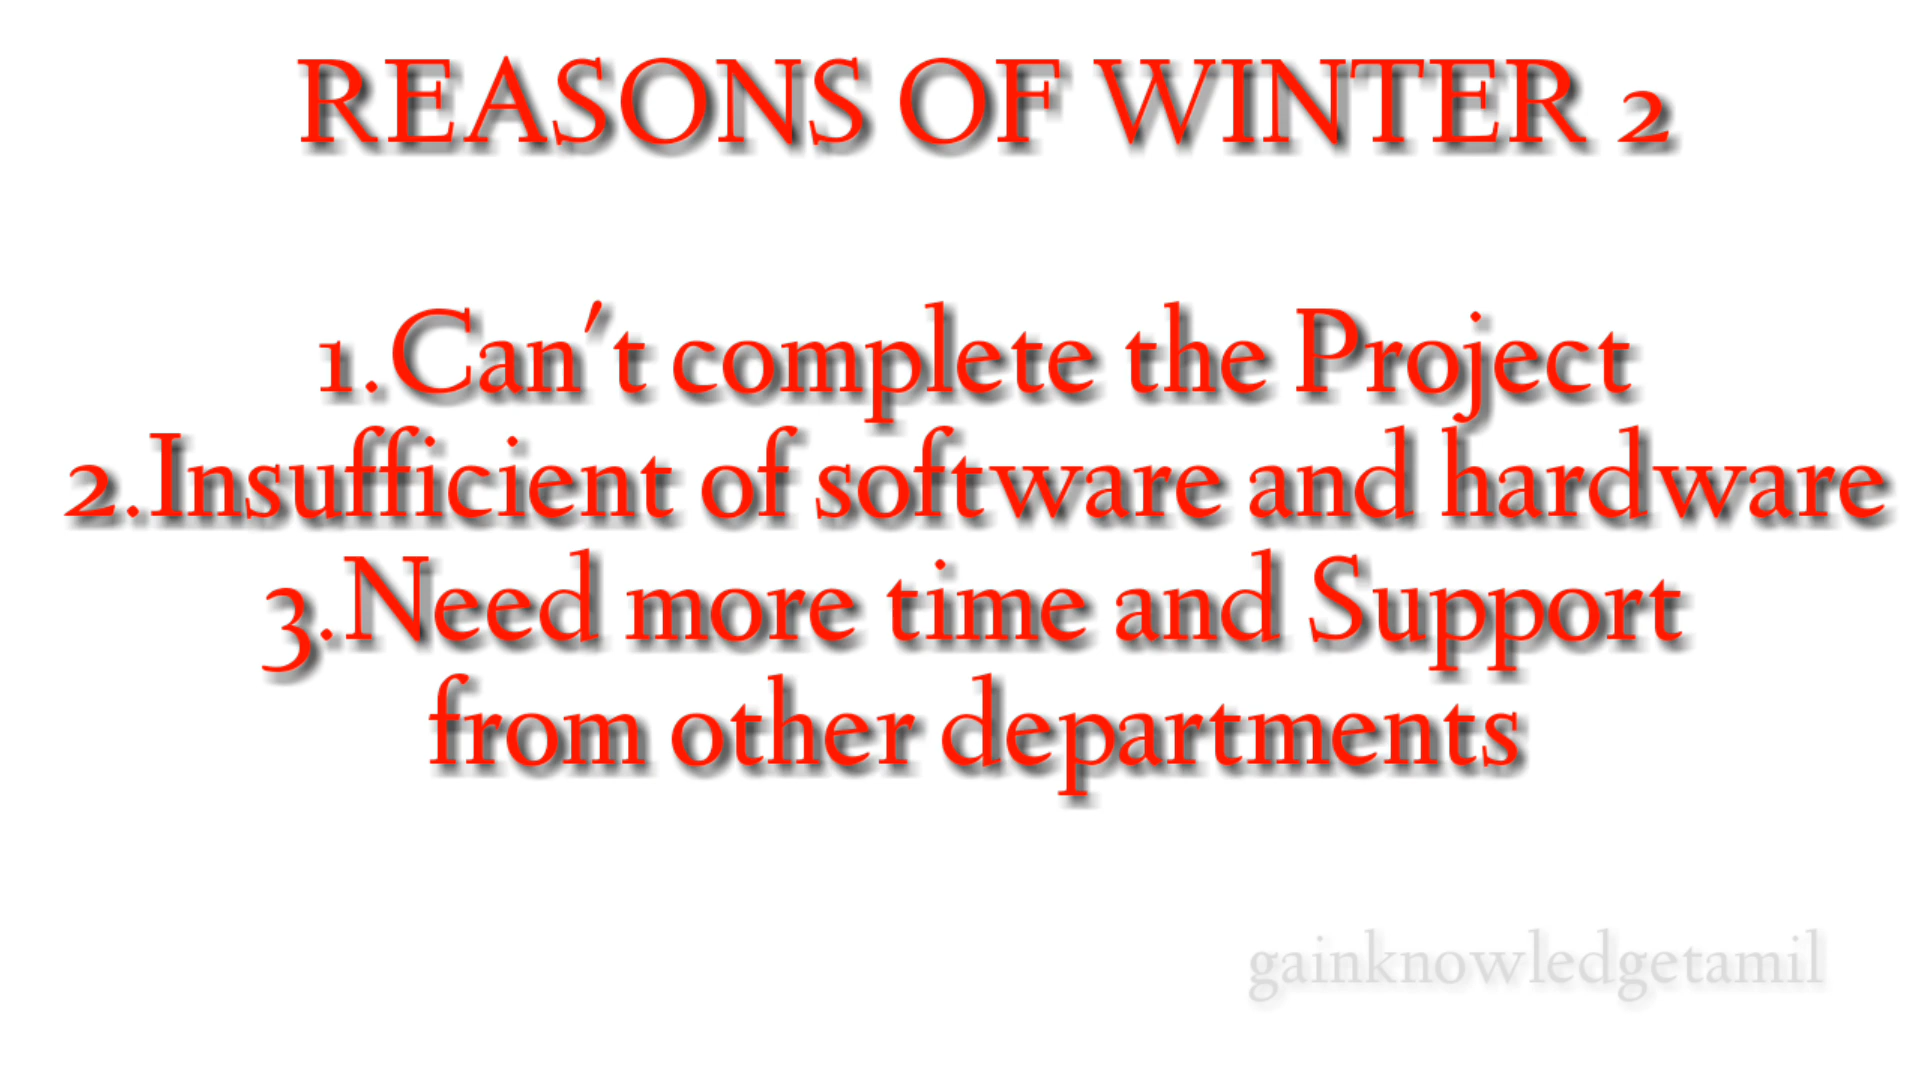 REASONS OF WINTER 2
1.Can't complete the Project
2.Insufficient of software and hardware
3.Need more time and Support
from other departments
gainknowledgetamil